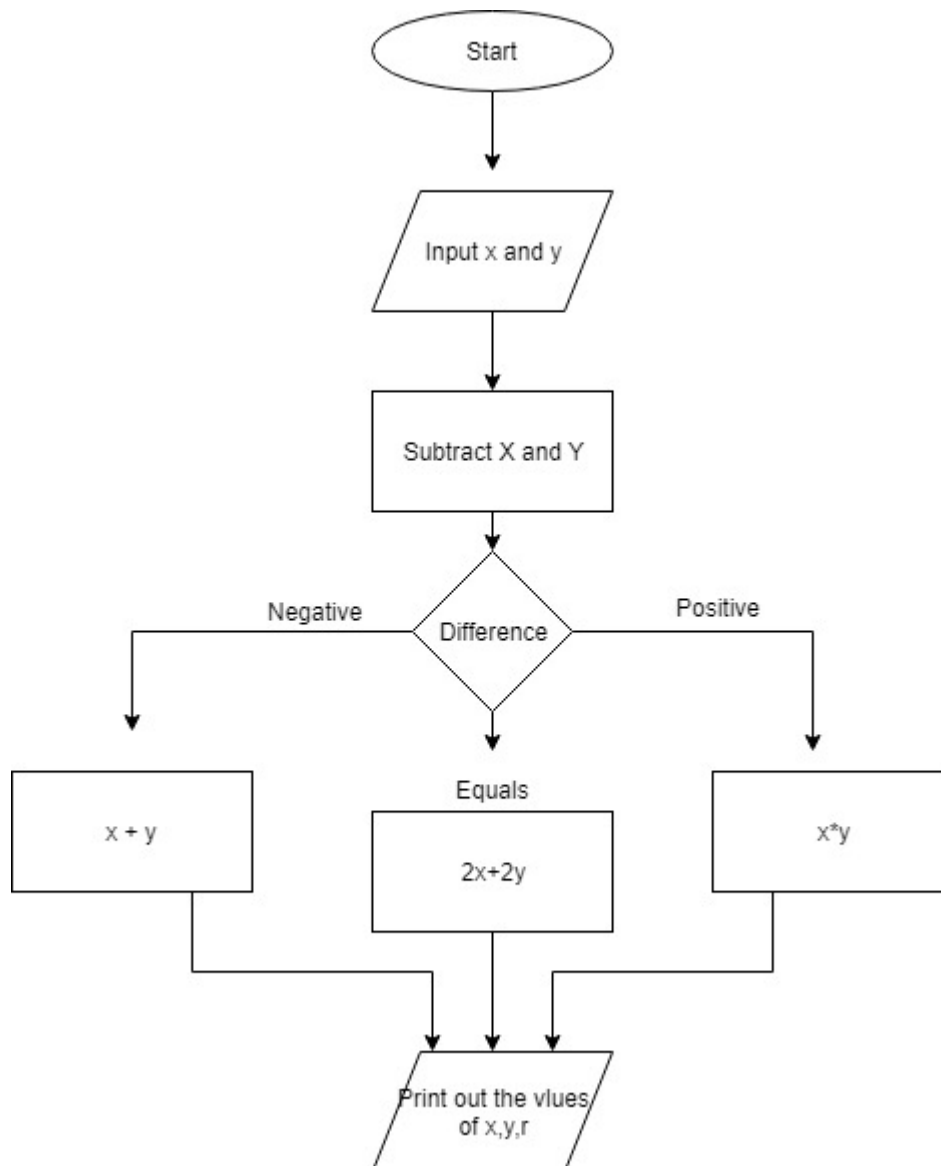 Start
Input x and y
Subtract X and Y
Negative
Difference
Positive
x + y
Equals
2x+2y
x*y
Print out the vlues
of x,y,r